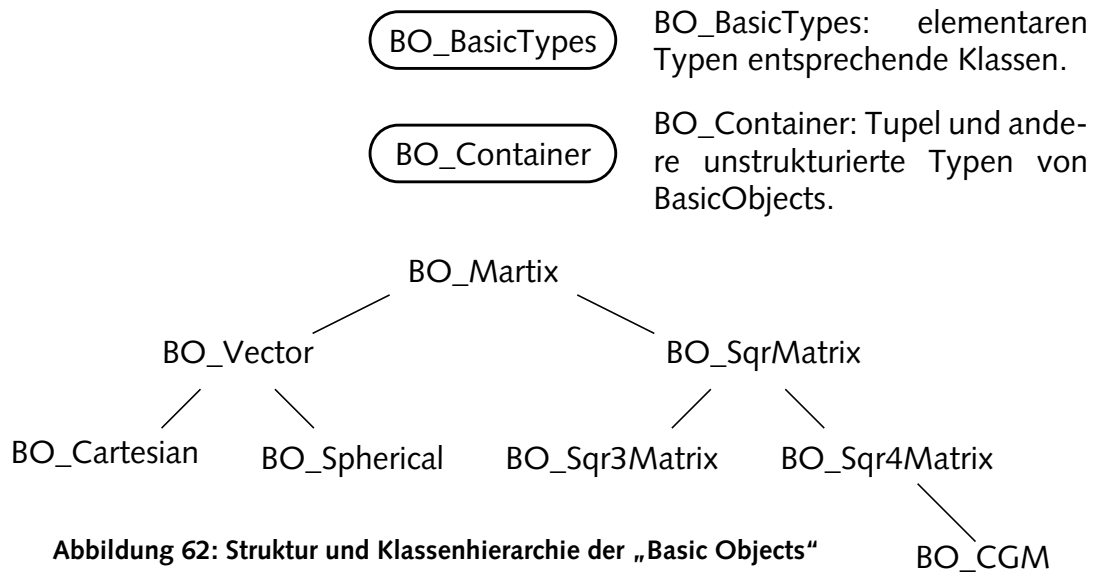 BO_BasicTypes
BO_BasicTypes: elementaren
Typen entsprechende Klassen.
BO_Container
BO_Container: Tupel und ande-
re unstrukturierte Typen von
BasicObjects.
BO_Martix
BO_Vector
BO_SqrMatrix
BO_Cartesian
BO_Spherical
BO_Sqr3Matrix
BO_Sqr4Matrix
Abbildung 62: Struktur und Klassenhierarchie der „Basic Objects“
BO_CGM